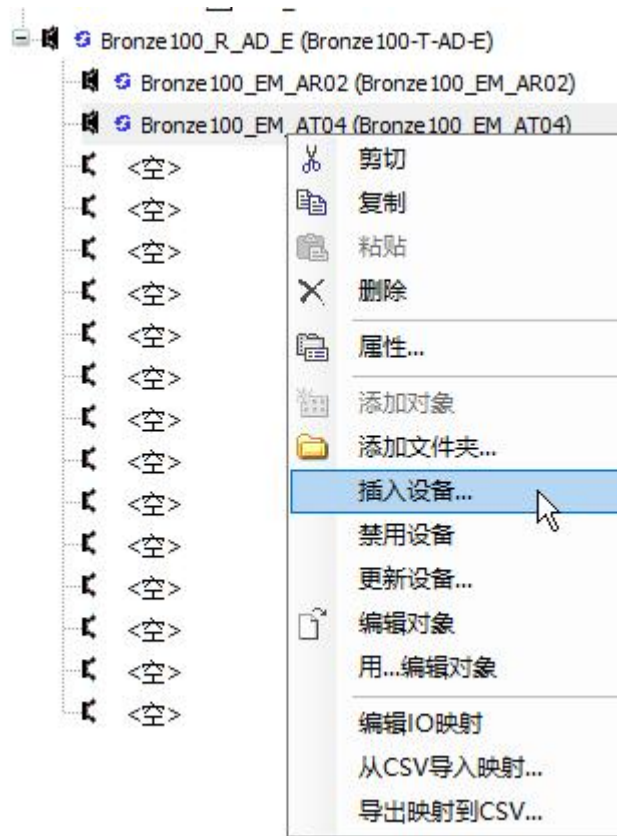 Bronze100_R_AD_E (Bronze100-T-AD-E)
Bronze100_EM_AR02 (Bronze100_EM_AR02)
Bronze100_EM_AT04 (Bronze100_EM_AT04)
<空>
<空>
<空>
<空>
<空>
<空>
<空>
<空>
<空>
<空>
<空>
<空>
<空>
<空>
剪切
复制
粘贴
删除
属性...
添加对象
添加文件夹...
插入设备...
禁用设备
更新设备...
编辑对象
用...编辑对象
编辑IO映射
从CSV导入映射...
导出映射到CSV...